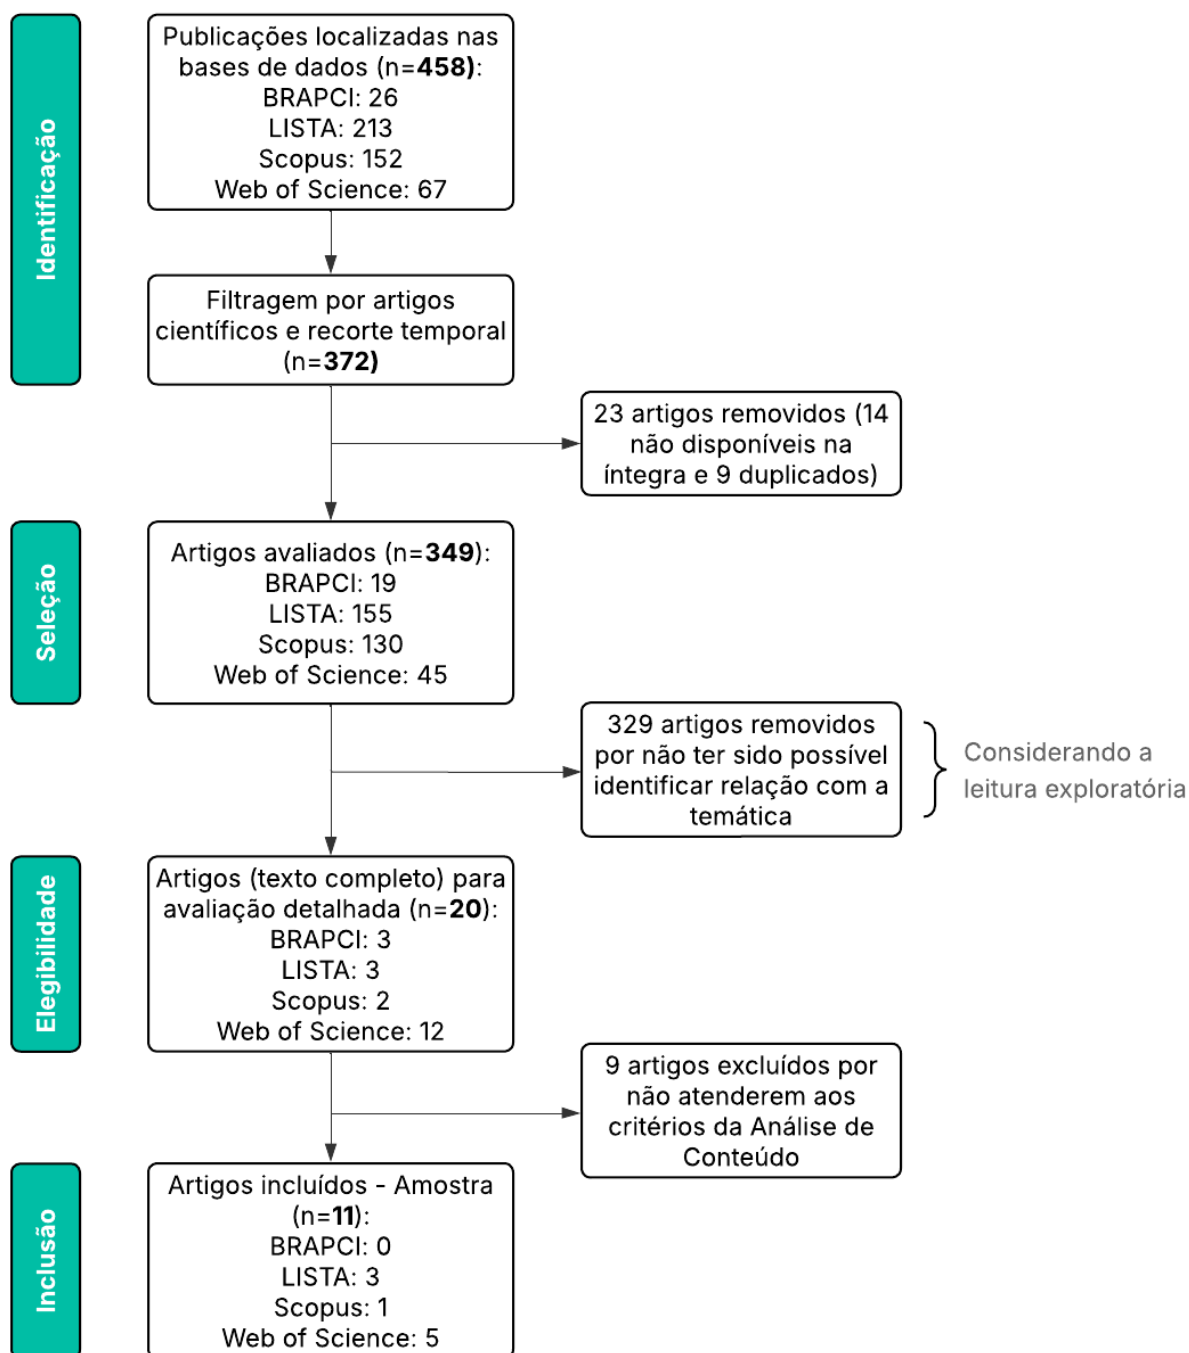 Identificação
Publicações localizadas nas
bases de dados (n=458):
BRAPCI: 26
LISTA: 213
Scopus: 152
Web of Science: 67
Filtragem por artigos
científicos e recorte temporal
(n=372)
23 artigos removidos (14
não disponíveis na
íntegra e 9 duplicados)
Seleção
Artigos avaliados (n=349):
BRAPCI: 19
LISTA: 155
Scopus: 130
Web of Science: 45
329 artigos removidos
por não ter sido possível
identificar relação com a
temática
Considerando a
leitura exploratória
Elegibilidade
Artigos (texto completo) para
avaliação detalhada (n=20):
BRAPCI: 3
LISTA: 3
Scopus: 2
Web of Science: 12
9 artigos excluídos por
não atenderem aos
critérios da Análise de
Conteúdo
Inclusão
Artigos incluídos - Amostra
(n=11):
BRAPCI: 0
LISTA: 3
Scopus: 1
Web of Science: 5